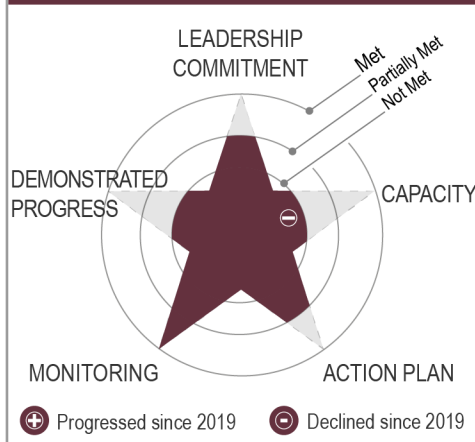 LEADERSHIP
COMMITMENT
Met
Partially Met
Not Met
DEMONSTRATED
PROGRESS
CAPACITY
MONITORING
ACTION PLAN
Progressed since 2019
Declined since 2019